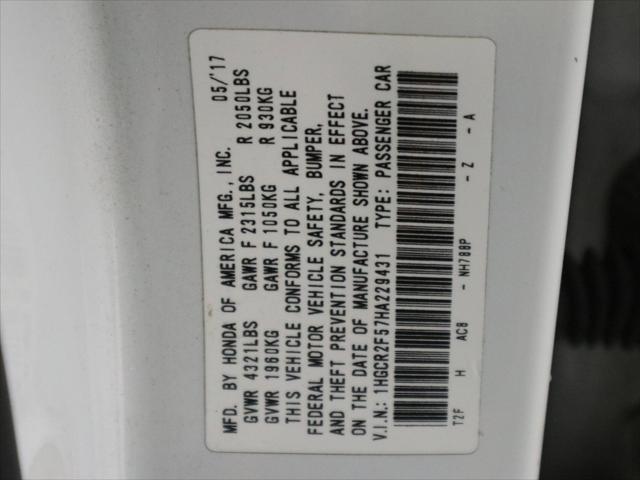 MFD. BY HONDA OF AMERICA MFG., INC. 05/'17
GVWR 4321LBS GAWR F 2315LBS R 2050LBS
GVWR 1960KG GAWR F 1050KG R 930KG
THIS VEHICLE CONFORMS TO ALL APPLICABLE
FEDERAL MOTOR VEHICLE SAFETY, BUMPER,
AND THEFT PREVENTION STANDARDS IN EFFECT
ON THE DATE OF MANUFACTURE SHOWN ABOVE.
V.I.N.: 1HGCR2F57HA229431 TYPE: PASSENGER CAR
T2F H AC8 - NH788P - Z - A